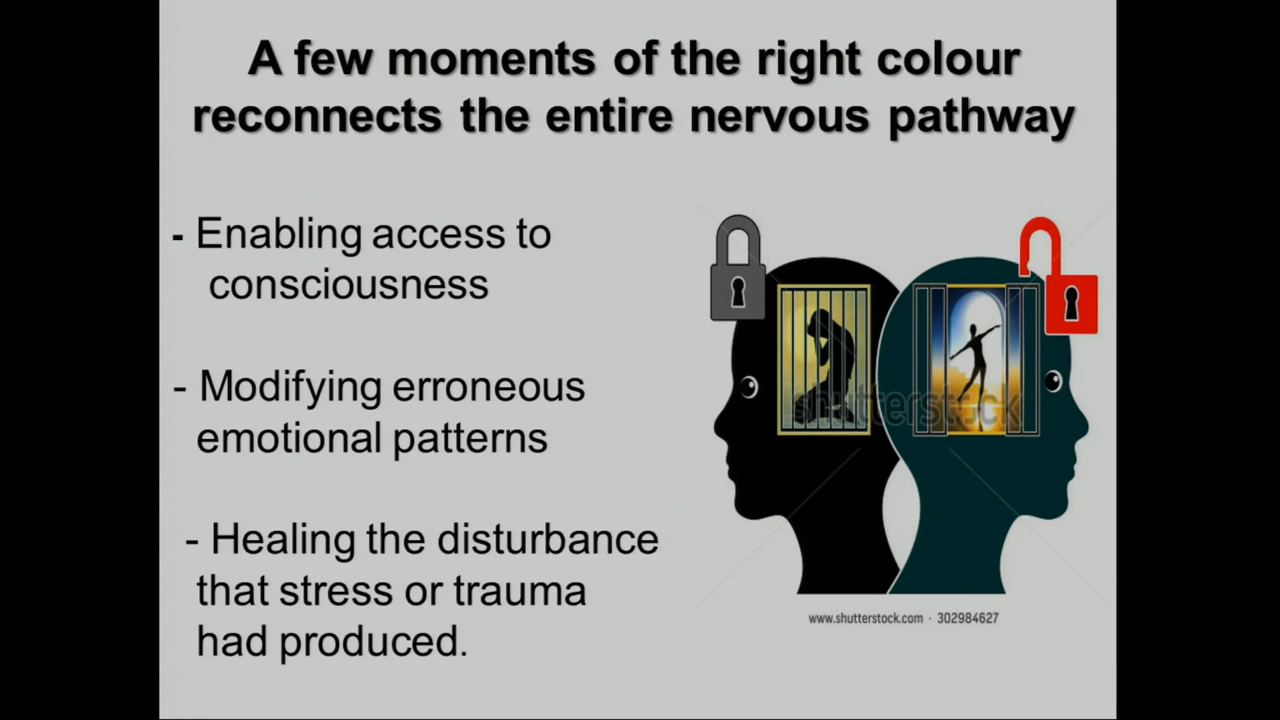 A few moments of the right colour
reconnects the entire nervous pathway
- Enabling access to
consciousness
- Modifying erroneous
emotional patterns
- Healing the disturbance
that stress or trauma
had produced.
shutterstock
www.shutterstock.com · 302984627